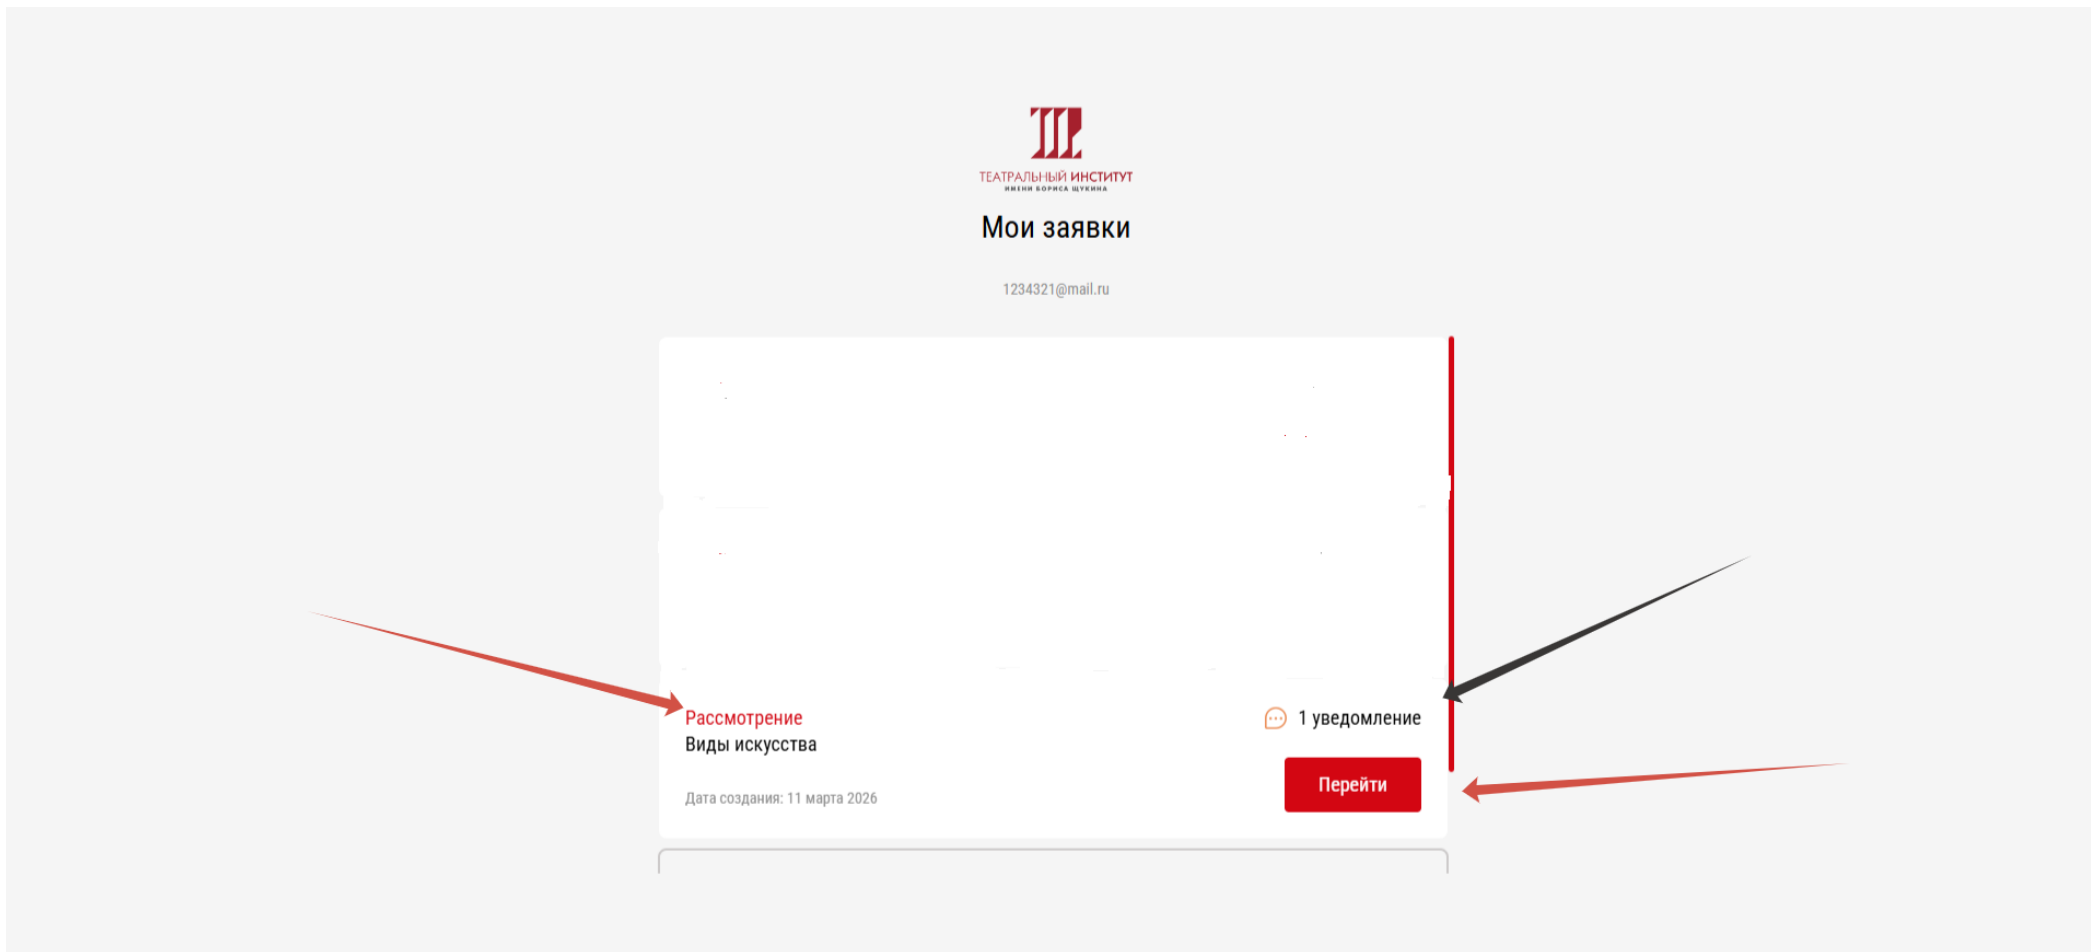 ТЕАТРАЛЬНЫЙ ИНСТИТУТ
ИМЕНИ БОРИСА ЩУКИНА
Мои заявки
1234321@mail.ru
Рассмотрение
1 уведомление
Виды искусства
Перейти
Дата создания: 11 марта 2026